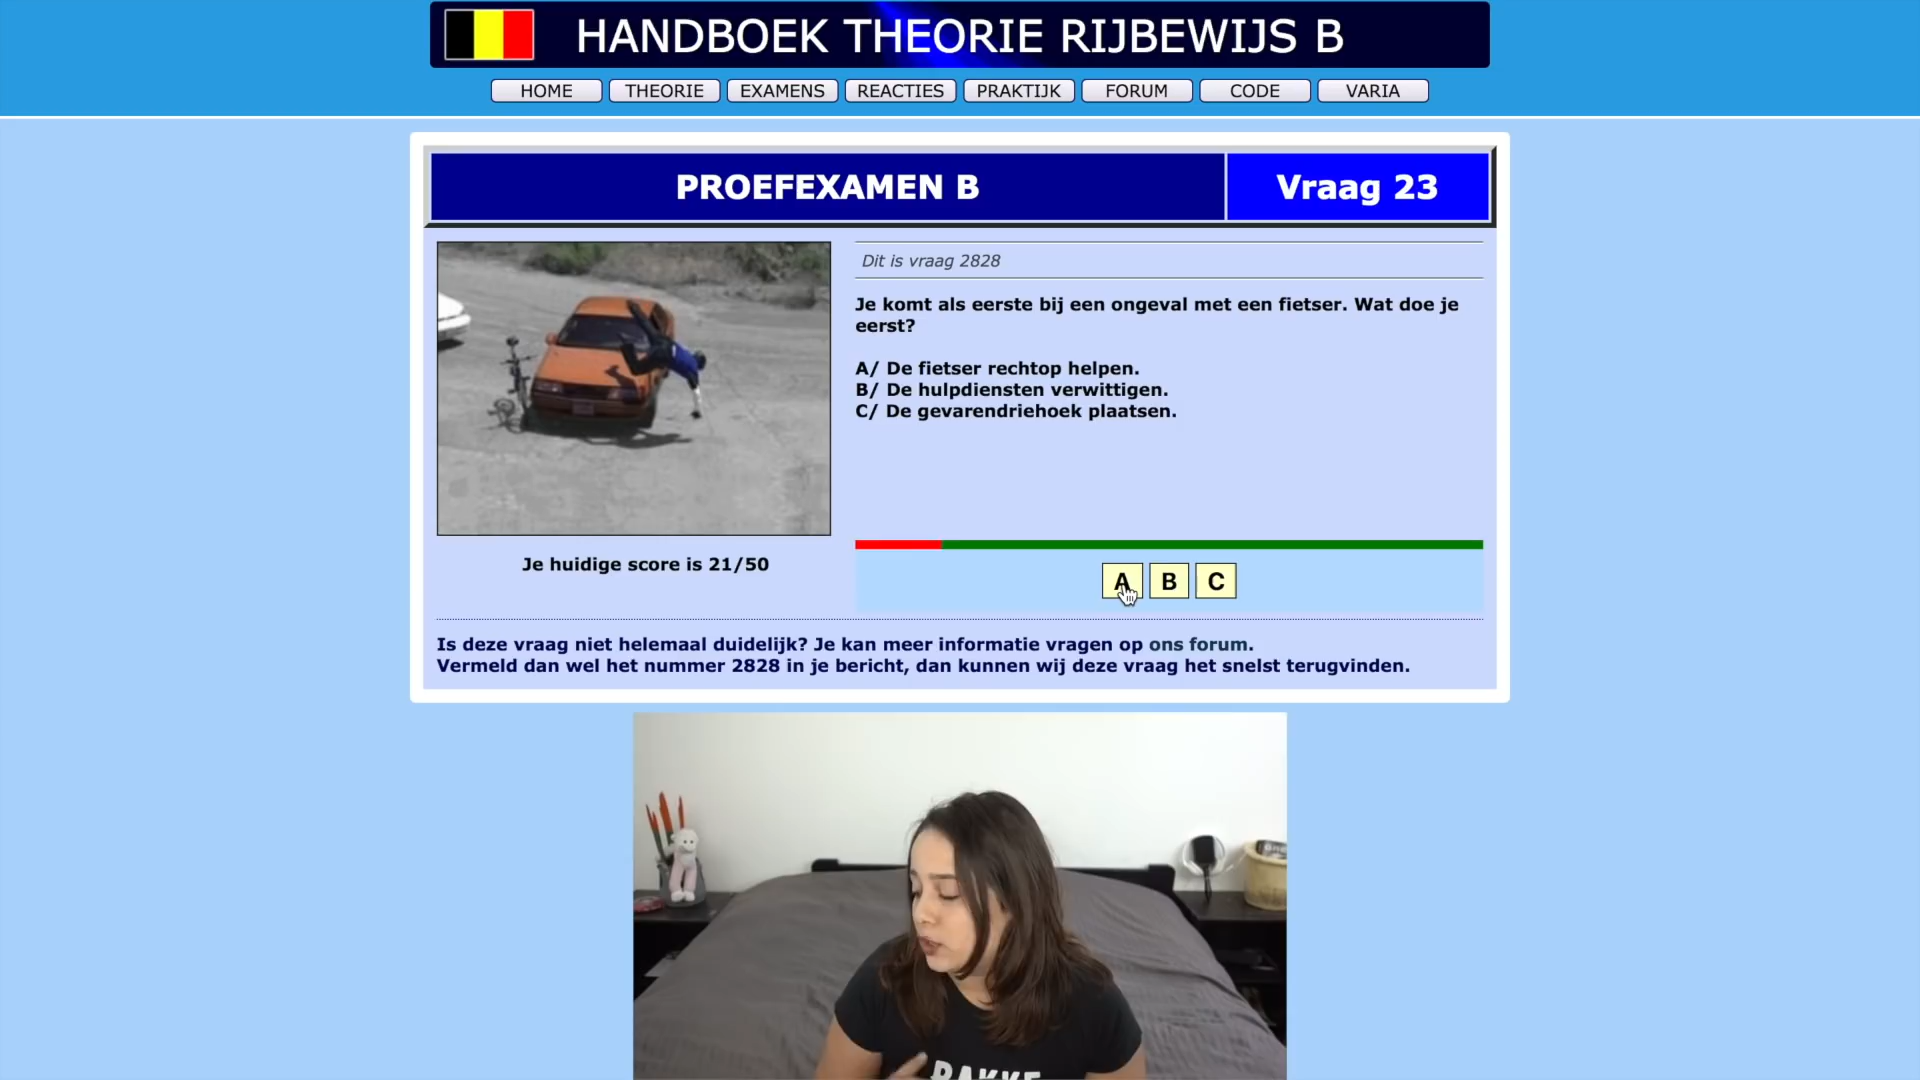 HANDBOEK THEORIE RIJBEWIJS B
HOME THEORIE EXAMENS REACTIES PRAKTIJK FORUM CODE VARIA
PROEFEXAMEN B
Vraag 23
Dit is vraag 2828
Je komt als eerste bij een ongeval met een fietser. Wat doe je
eerst?
A/ De fietser rechtop helpen.
B/ De hulpdiensten verwittigen.
C/ De gevarendriehoek plaatsen.
Je huidige score is 21/50
A B C
Is deze vraag niet helemaal duidelijk? Je kan meer informatie vragen op ons forum.
Vermeld dan wel het nummer 2828 in je bericht, dan kunnen wij deze vraag het snelst terugvinden.